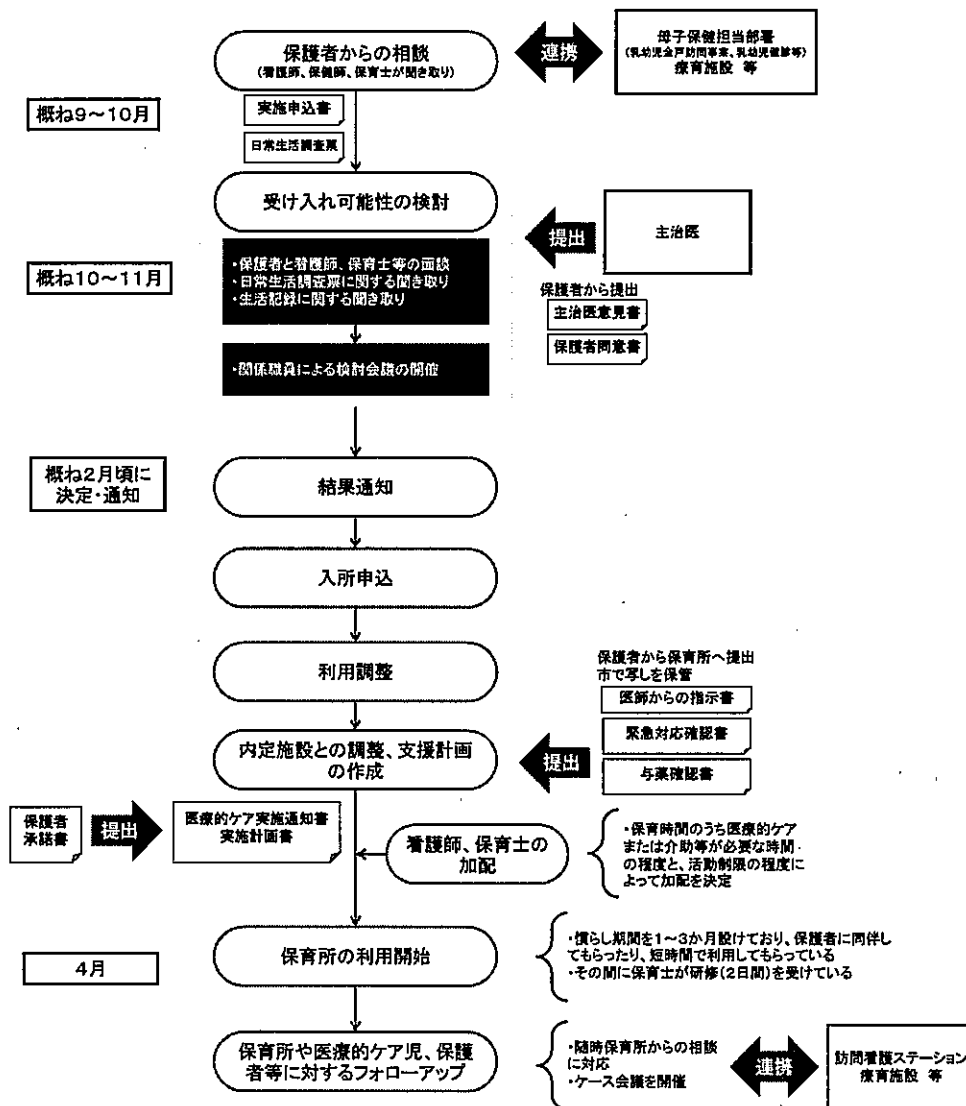 保護者からの相談
(看護師、保健師、保育士が聞き取り)
連携
母子保健担当部署
(乳幼児全戸訪問事業、乳幼児健診等)
療育施設 等
概ね9~10月
実施申込書
日常生活調査票
受け入れ可能性の検討
提出
主治医
概ね10~11月
・保護者と看護師、保育士等の面談
・日常生活調査票に関する聞き取り
・生活記録に関する聞き取り
保護者から提出
主治医意見書
保護者同意書
・関係職員による検討会議の開催
概ね2月頃に
決定・通知
結果通知
入所申込
利用調整
保護者から保育所へ提出
市で写しを保管
医師からの指示書
緊急対応確認書
与薬確認書
内定施設との調整、支援計画
の作成
提出
保護者
承諾書
提出
医療的ケア実施通知書
実施計画書
看護師、保育士の
加配
・保育時間のうち医療的ケア
または介助等が必要な時間
の程度と、活動制限の程度に
よって加配を決定
4月
保育所の利用開始
・慣らし期間を1~3か月設けており、保護者に同伴し
てもらったり、短時間で利用してもらっている
・その間に保育士が研修(2日間)を受けている
保育所や医療的ケア児、保護
者等に対するフォローアップ
・随時保育所からの相談
に対応
・ケース会議を開催
連携
訪問看護ステーション
療育施設 等